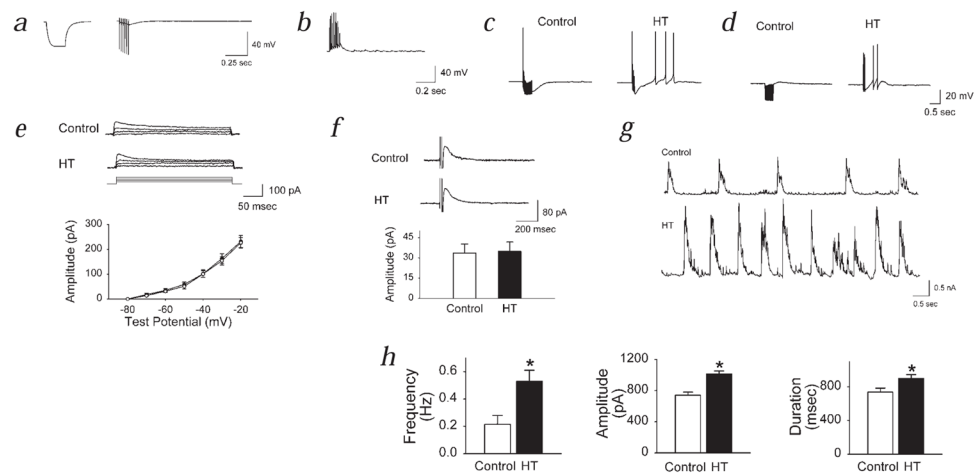 a
40 mV
0.25 sec
b
40 mV
0.2 sec
c
Control
HT
d
20 mV
0.5 sec
e
Control
HT
100 pA
50 msec
Amplitude (pA)
300
200
100
0
-80 -60 -40 -20
Test Potential (mV)
f
Control
HT
80 pA
200 msec
Amplitude (pA)
45
30
15
0
Control HT
g
Control
HT
0.5 nA
0.5 sec
h
Frequency
(Hz)
0.6
0.4
0.2
0.0
*
Control HT
Amplitude
(pA)
1200
800
400
0
*
Control HT
Duration
(msec)
800
400
0
*
Control HT